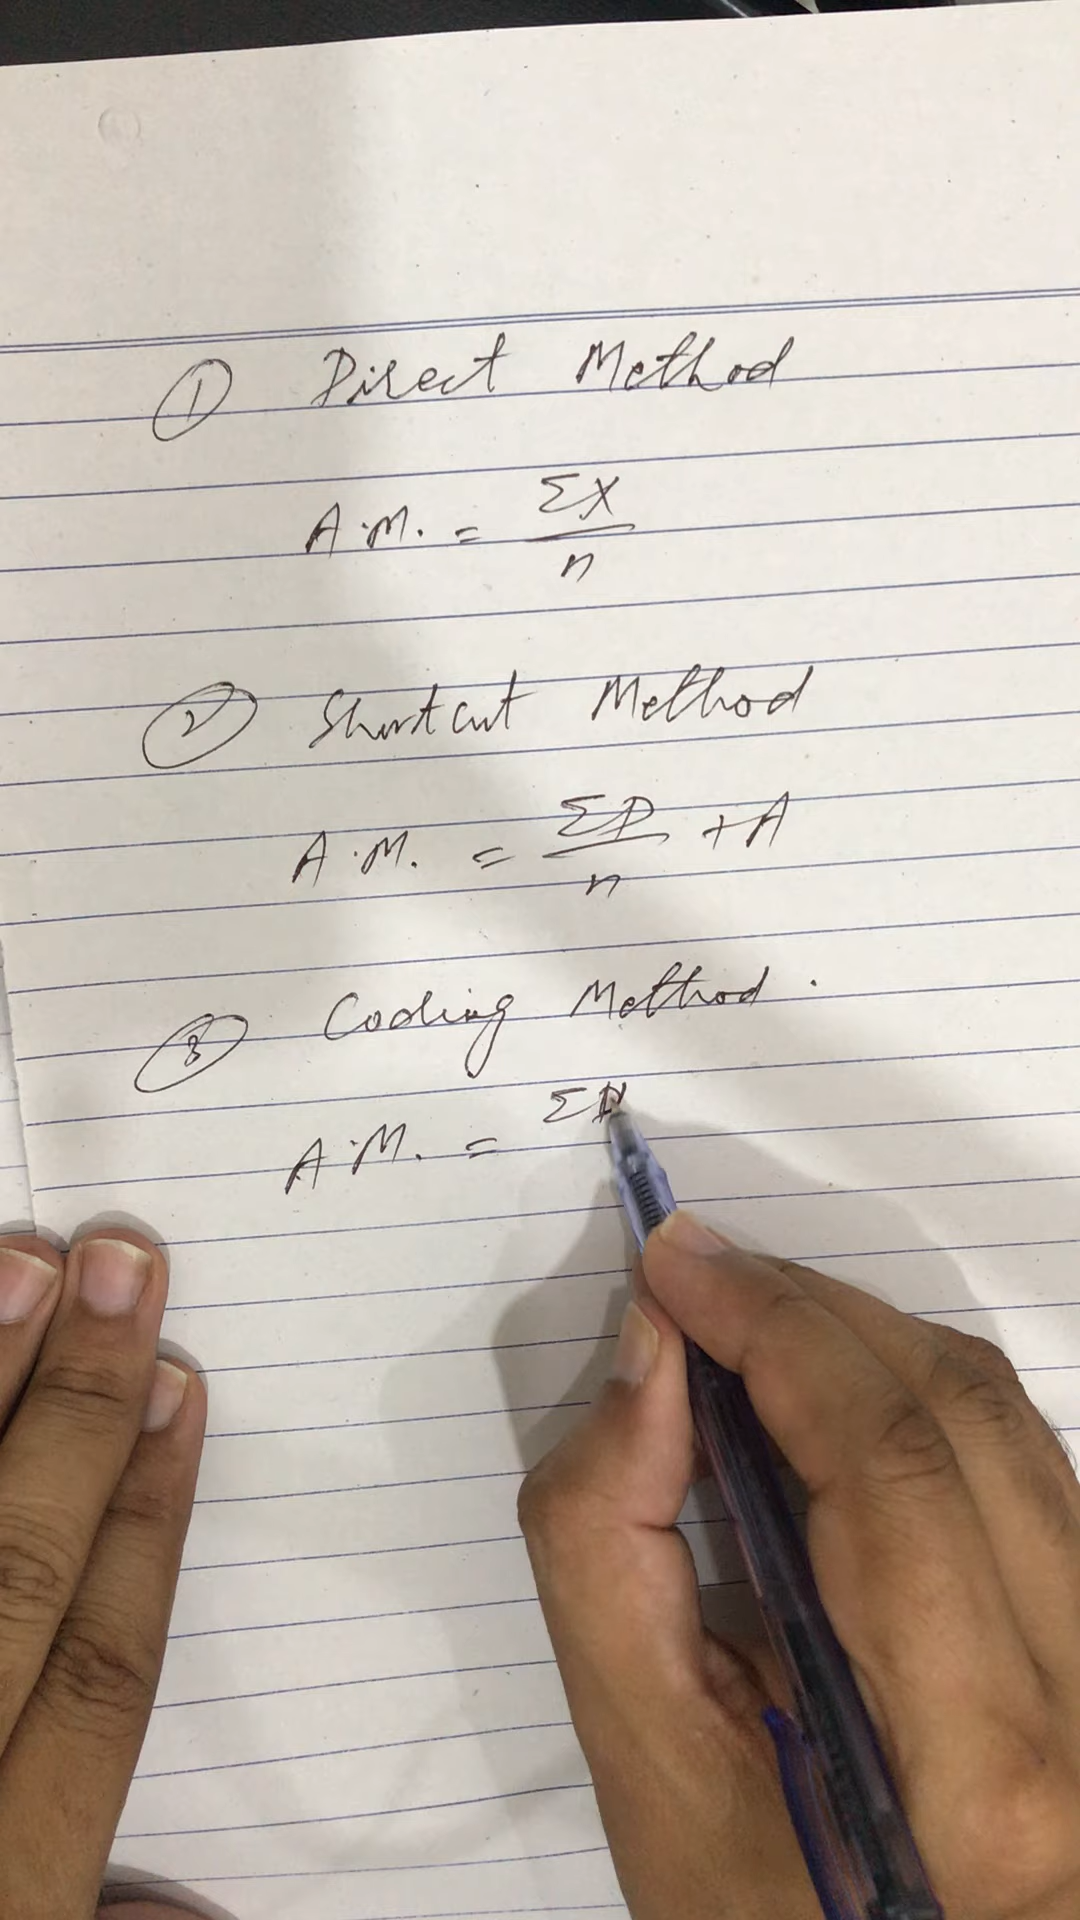 ① Direct Method
A.M. = ΣX/n
② Shortcut Method
A.M. = ΣD/n + A
③ Coding Method.
A.M. = Σ